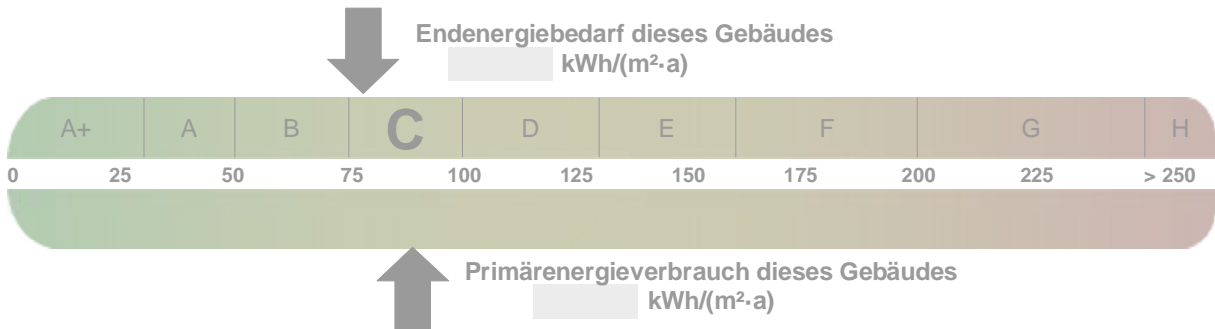 Endenergiebedarf dieses Gebäudes
kWh/(m²·a)
A+ A B C D E F G H
0 25 50 75 100 125 150 175 200 225 > 250
Primärenergieverbrauch dieses Gebäudes
kWh/(m²·a)